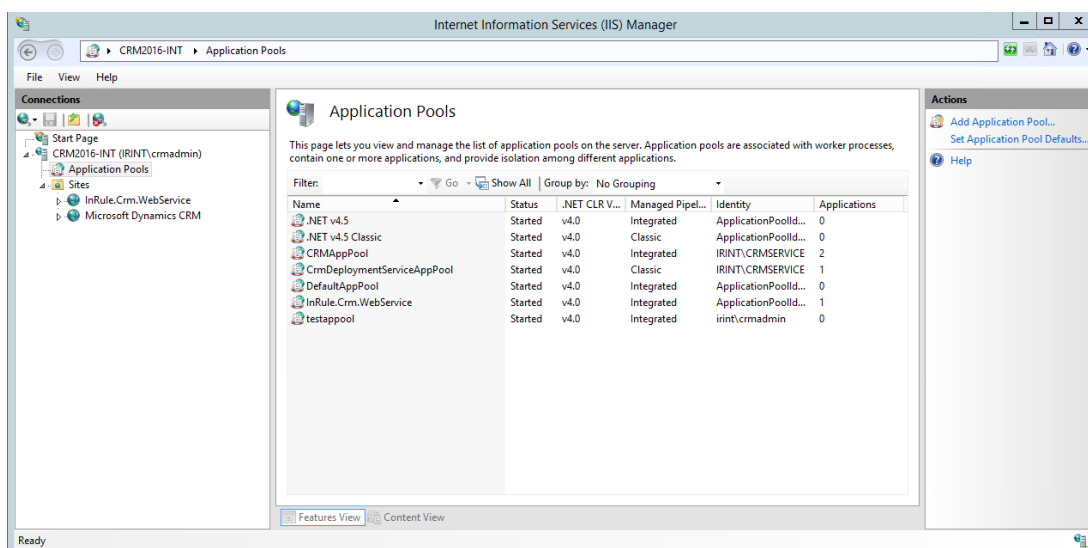 Internet Information Services (IIS) Manager
CRM2016-INT Application Pools
File View Help
Connections
Start Page
CRM2016-INT (IRINT\crmadmin)
Application Pools
Sites
InRule.Crm.WebService
Microsoft Dynamics CRM
Application Pools
This page lets you view and manage the list of application pools on the server. Application pools are associated with worker processes,
contain one or more applications, and provide isolation among different applications.
Filter: Go Show All Group by: No Grouping
Name Status .NET CLR V... Managed Pipel... Identity Applications
.NET v4.5 Started v4.0 Integrated ApplicationPoolId... 0
.NET v4.5 Classic Started v4.0 Classic ApplicationPoolId... 0
CRMAppPool Started v4.0 Integrated IRINT\CRMSERVICE 2
CrmDeploymentServiceAppPool Started v4.0 Classic IRINT\CRMSERVICE 1
DefaultAppPool Started v4.0 Integrated ApplicationPoolId... 0
InRule.Crm.WebService Started v4.0 Integrated ApplicationPoolId... 1
testappool Started v4.0 Integrated irint\crmadmin 0
Features View Content View
Actions
Add Application Pool...
Set Application Pool Defaults...
Help
Ready